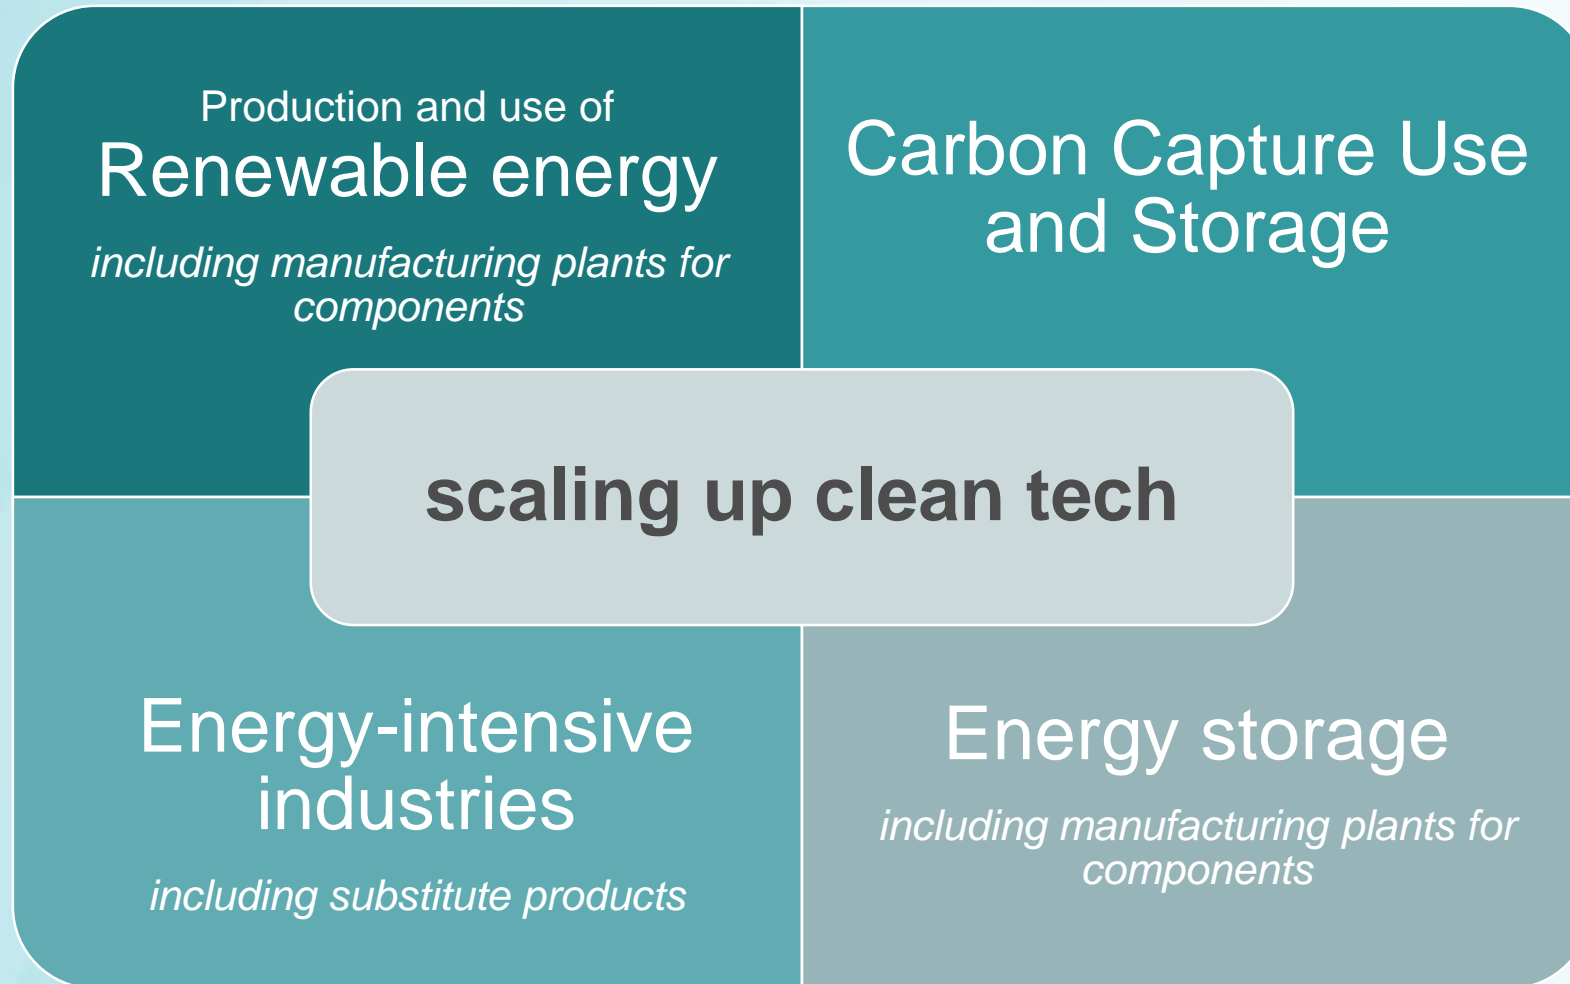 Production and use of
Renewable energy
including manufacturing plants for
components
Carbon Capture Use
and Storage
scaling up clean tech
Energy-intensive
industries
including substitute products
Energy storage
including manufacturing plants for
components